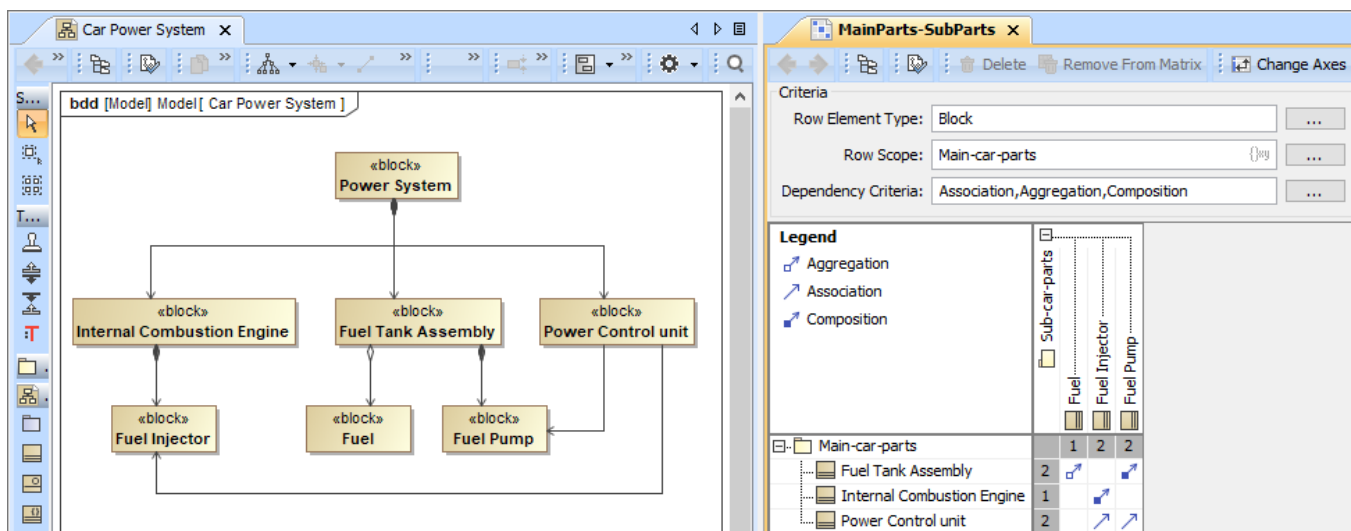 Car Power System X
S...
T...
:T
bdd [Model] Model[ Car Power System ]
«block»
Power System
«block»
Internal Combustion Engine
«block»
Fuel Tank Assembly
«block»
Power Control unit
«block»
Fuel Injector
«block»
Fuel
«block»
Fuel Pump
MainParts-SubParts X
Delete Remove From Matrix Change Axes
Criteria
Row Element Type: Block ...
Row Scope: Main-car-parts ...
Dependency Criteria: Association,Aggregation,Composition ...
Legend
Aggregation
Association
Composition
Sub-car-parts
Fuel
Fuel Injector
Fuel Pump
Main-car-parts 1 2 2
Fuel Tank Assembly 2
Internal Combustion Engine 1
Power Control unit 2